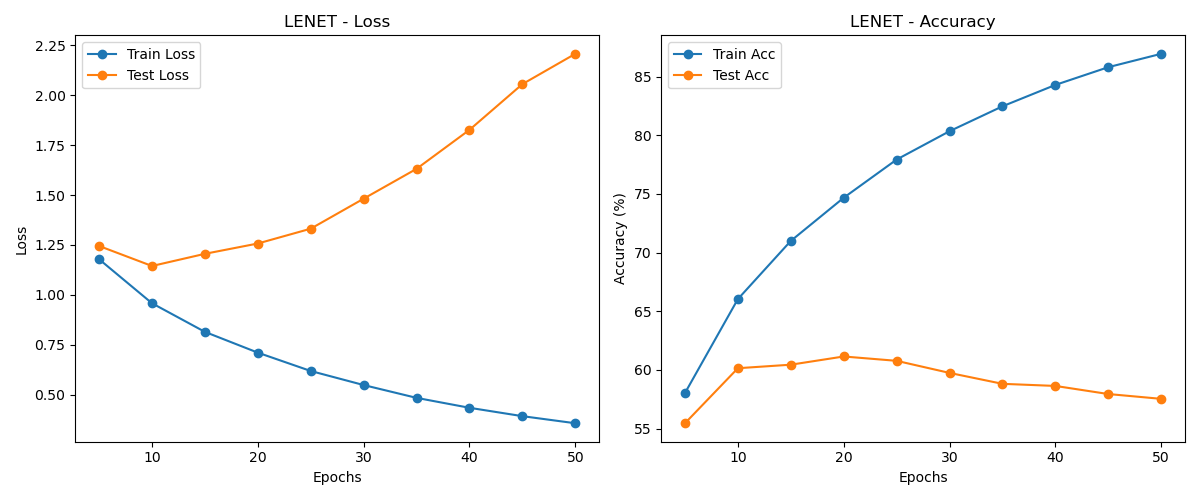 LENET - Loss
Train Loss
Test Loss
2.25
2.00
1.75
1.50
1.25
1.00
0.75
0.50
Loss
10 20 30 40 50
Epochs
LENET - Accuracy
Train Acc
Test Acc
85
80
75
70
65
60
55
Accuracy (%)
10 20 30 40 50
Epochs